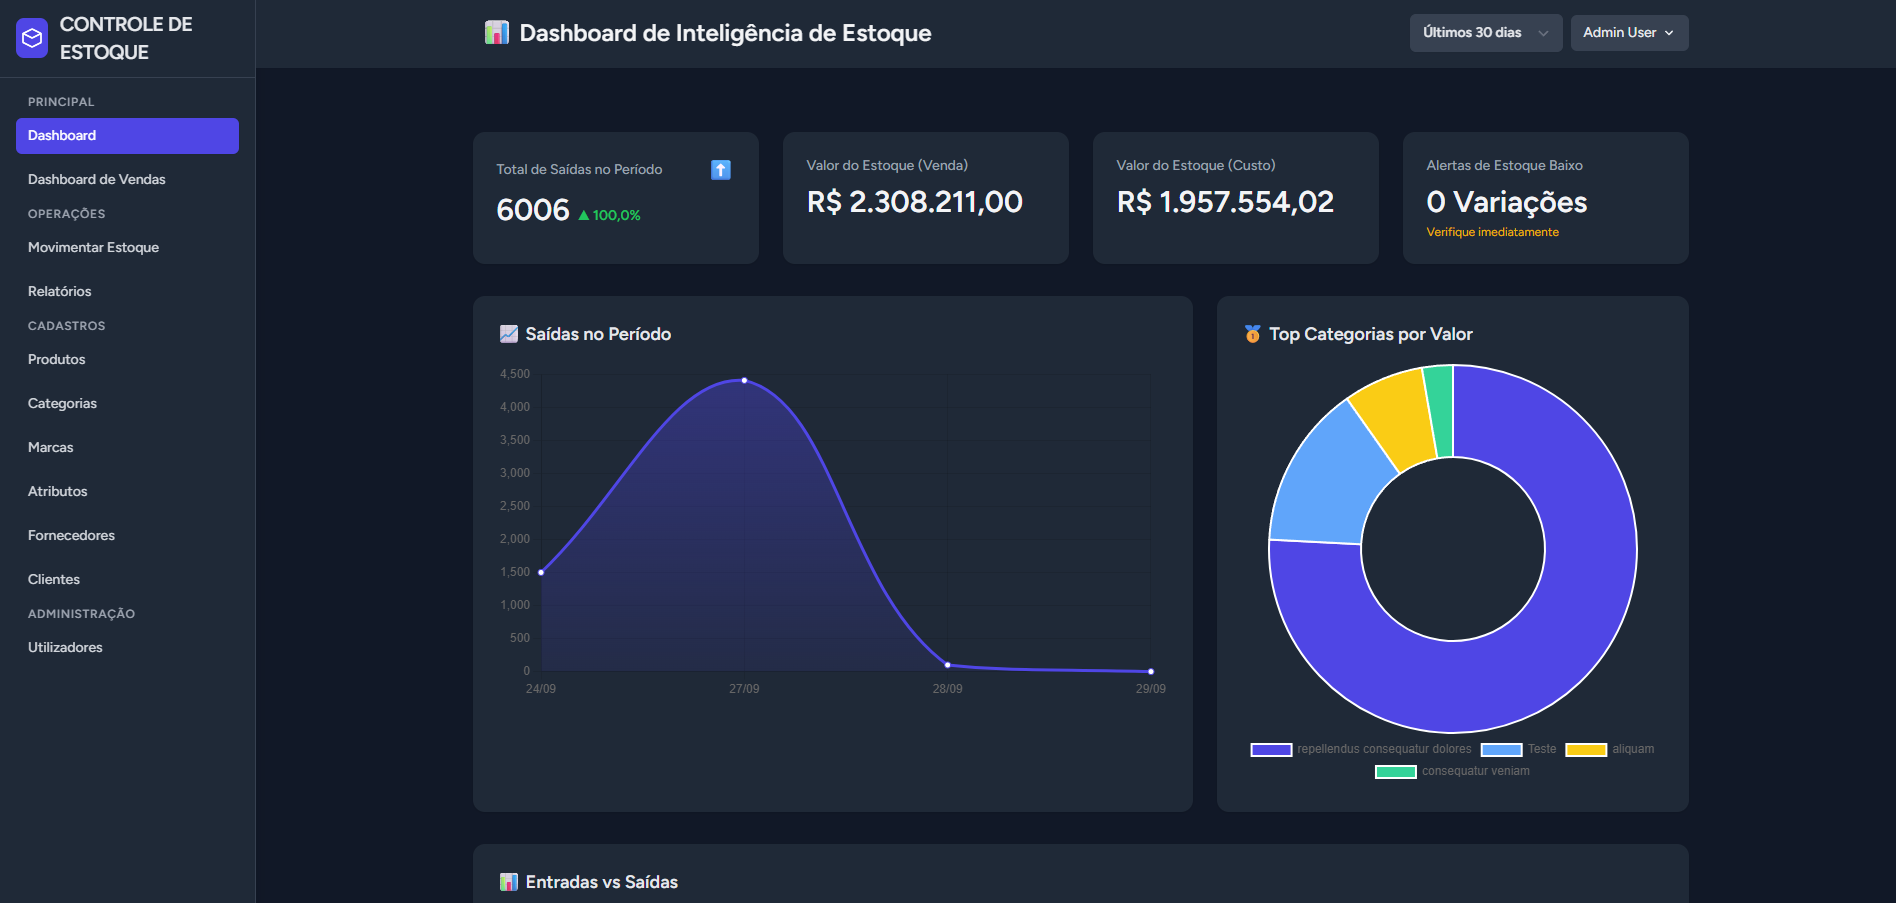 CONTROLE DE
ESTOQUE
PRINCIPAL
Dashboard
Dashboard de Vendas
OPERAÇÕES
Movimentar Estoque
Relatórios
CADASTROS
Produtos
Categorias
Marcas
Atributos
Fornecedores
Clientes
ADMINISTRAÇÃO
Utilizadores
Dashboard de Inteligência de Estoque
Últimos 30 dias
Admin User
Total de Saídas no Período
6006 ▲ 100,0%
Valor do Estoque (Venda)
R$ 2.308.211,00
Valor do Estoque (Custo)
R$ 1.957.554,02
Alertas de Estoque Baixo
0 Variações
Verifique imediatamente
Saídas no Período
4,500
4,000
3,500
3,000
2,500
2,000
1,500
1,000
500
0
24/09 27/09 28/09 29/09
Top Categorias por Valor
repellendus consequatur dolores Teste aliquam
consequatur veniam
Entradas vs Saídas